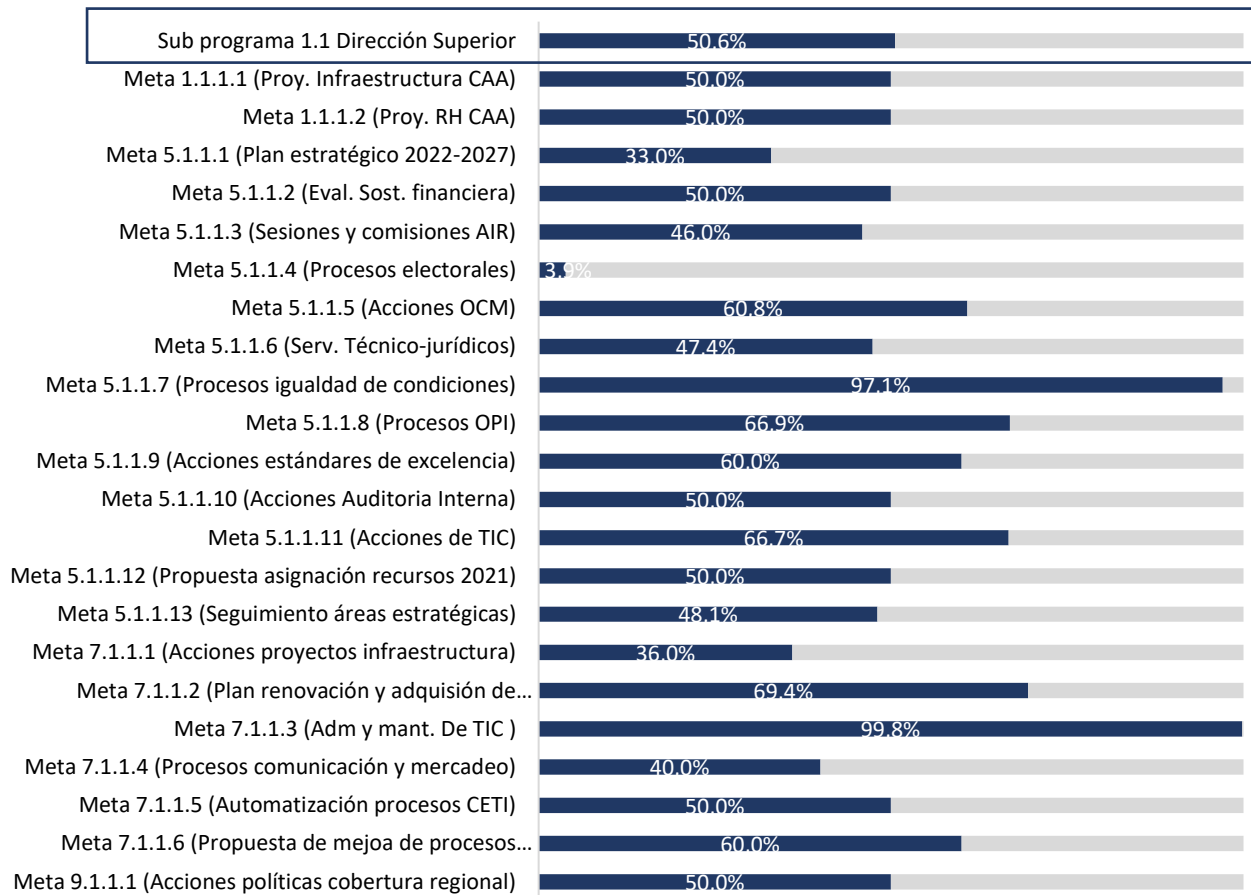 Sub programa 1.1 Dirección Superior 50.6%
Meta 1.1.1.1 (Proy. Infraestructura CAA) 50.0%
Meta 1.1.1.2 (Proy. RH CAA) 50.0%
Meta 5.1.1.1 (Plan estratégico 2022-2027) 33.0%
Meta 5.1.1.2 (Eval. Sost. financiera) 50.0%
Meta 5.1.1.3 (Sesiones y comisiones AIR) 46.0%
Meta 5.1.1.4 (Procesos electorales) 3.9%
Meta 5.1.1.5 (Acciones OCM) 60.8%
Meta 5.1.1.6 (Serv. Técnico-jurídicos) 47.4%
Meta 5.1.1.7 (Procesos igualdad de condiciones) 97.1%
Meta 5.1.1.8 (Procesos OPI) 66.9%
Meta 5.1.1.9 (Acciones estándares de excelencia) 60.0%
Meta 5.1.1.10 (Acciones Auditoria Interna) 50.0%
Meta 5.1.1.11 (Acciones de TIC) 66.7%
Meta 5.1.1.12 (Propuesta asignación recursos 2021) 50.0%
Meta 5.1.1.13 (Seguimiento áreas estratégicas) 48.1%
Meta 7.1.1.1 (Acciones proyectos infraestructura) 36.0%
Meta 7.1.1.2 (Plan renovación y adquisión de... 69.4%
Meta 7.1.1.3 (Adm y mant. De TIC ) 99.8%
Meta 7.1.1.4 (Procesos comunicación y mercadeo) 40.0%
Meta 7.1.1.5 (Automatización procesos CETI) 50.0%
Meta 7.1.1.6 (Propuesta de mejoa de procesos... 60.0%
Meta 9.1.1.1 (Acciones políticas cobertura regional) 50.0%